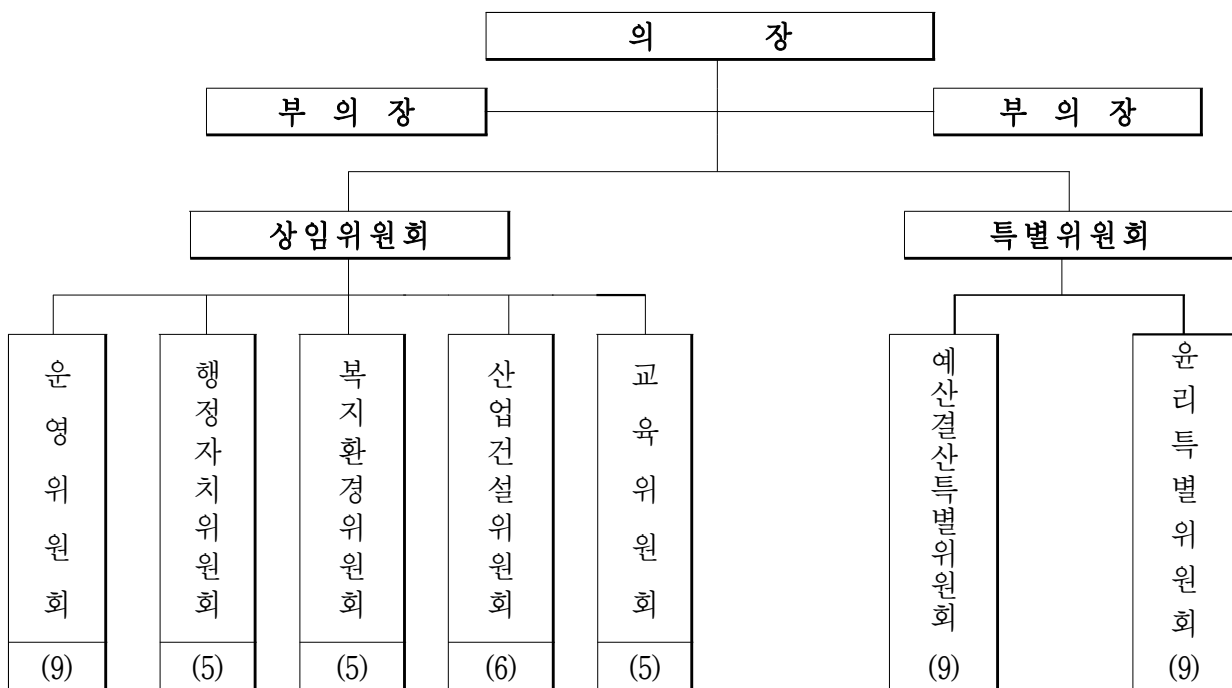 의 장
부 의 장
부 의 장
상임위원회
특별위원회
운영위원회
(9)
행정자치위원회
(5)
복지환경위원회
(5)
산업건설위원회
(6)
교육위원회
(5)
예산결산특별위원회
(9)
윤리특별위원회
(9)